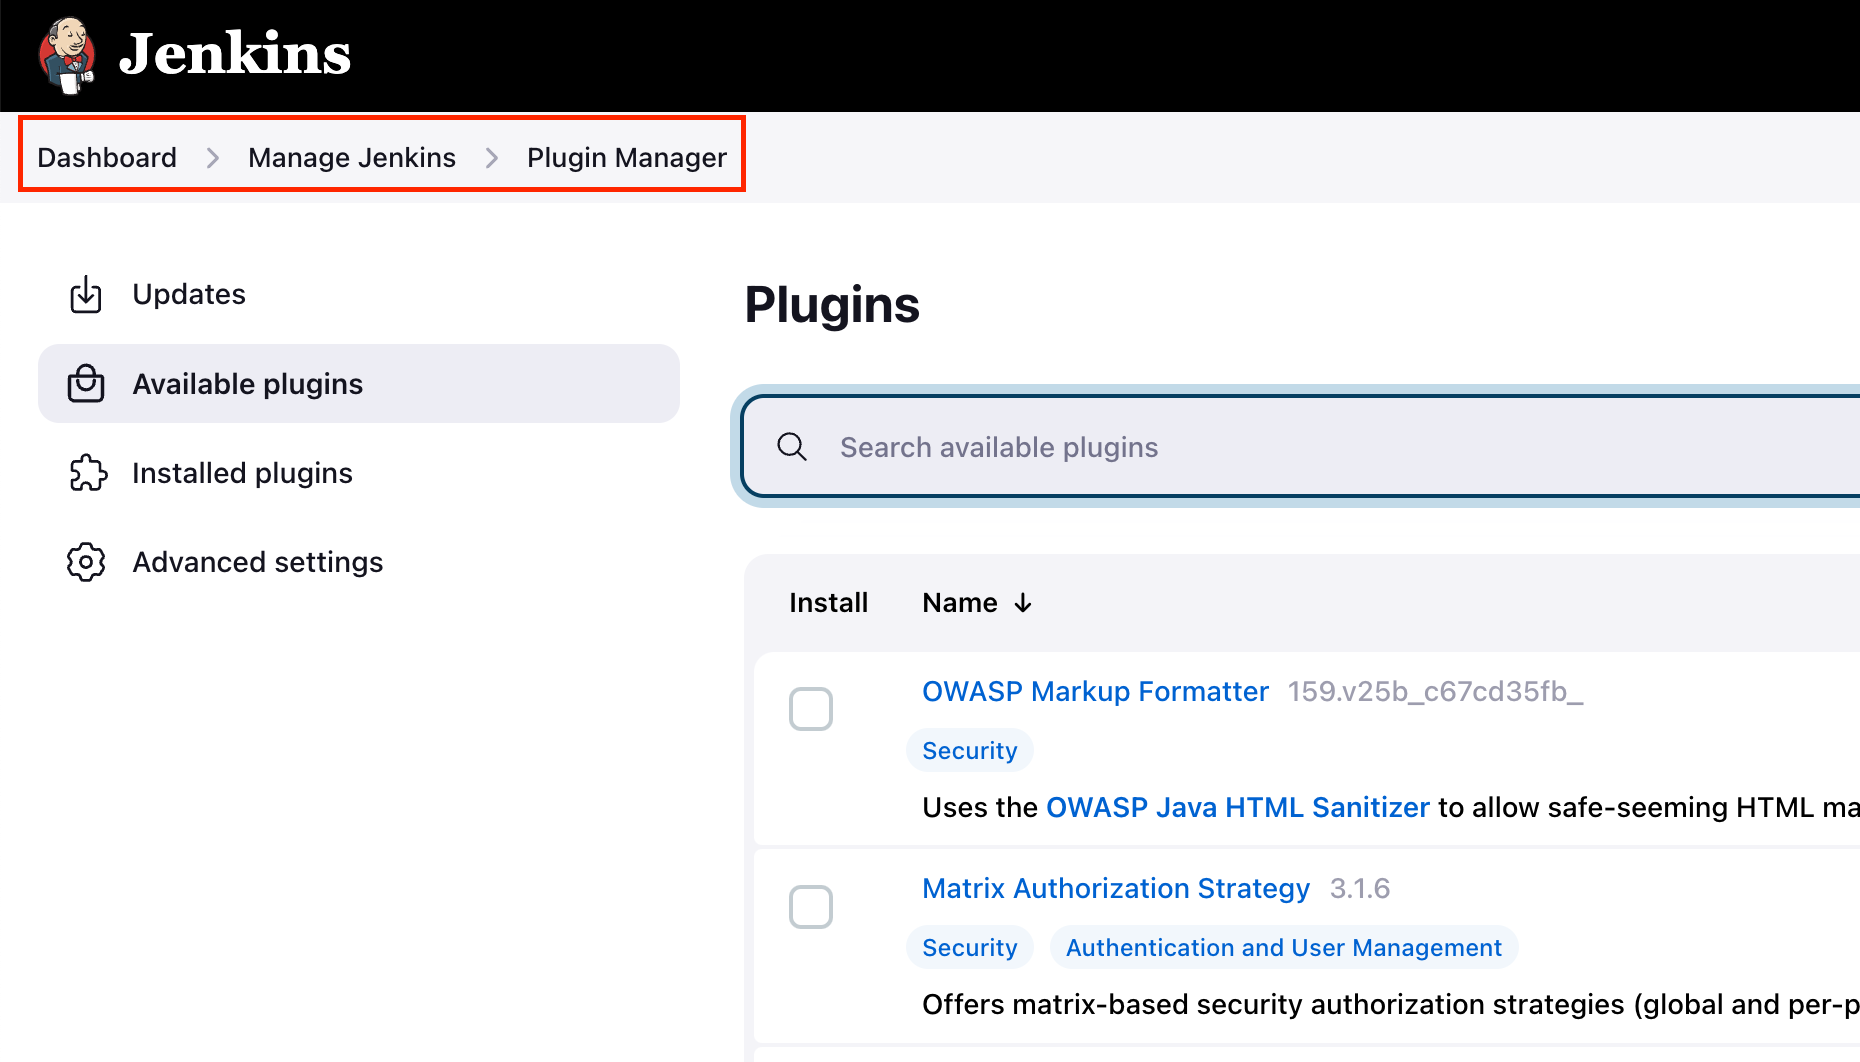 Jenkins
Dashboard > Manage Jenkins > Plugin Manager
Updates
Available plugins
Installed plugins
Advanced settings
Plugins
Search available plugins
Install Name ↓
OWASP Markup Formatter 159.v25b_c67cd35fb_
Security
Uses the OWASP Java HTML Sanitizer to allow safe-seeming HTML ma
Matrix Authorization Strategy 3.1.6
Security Authentication and User Management
Offers matrix-based security authorization strategies (global and per-p